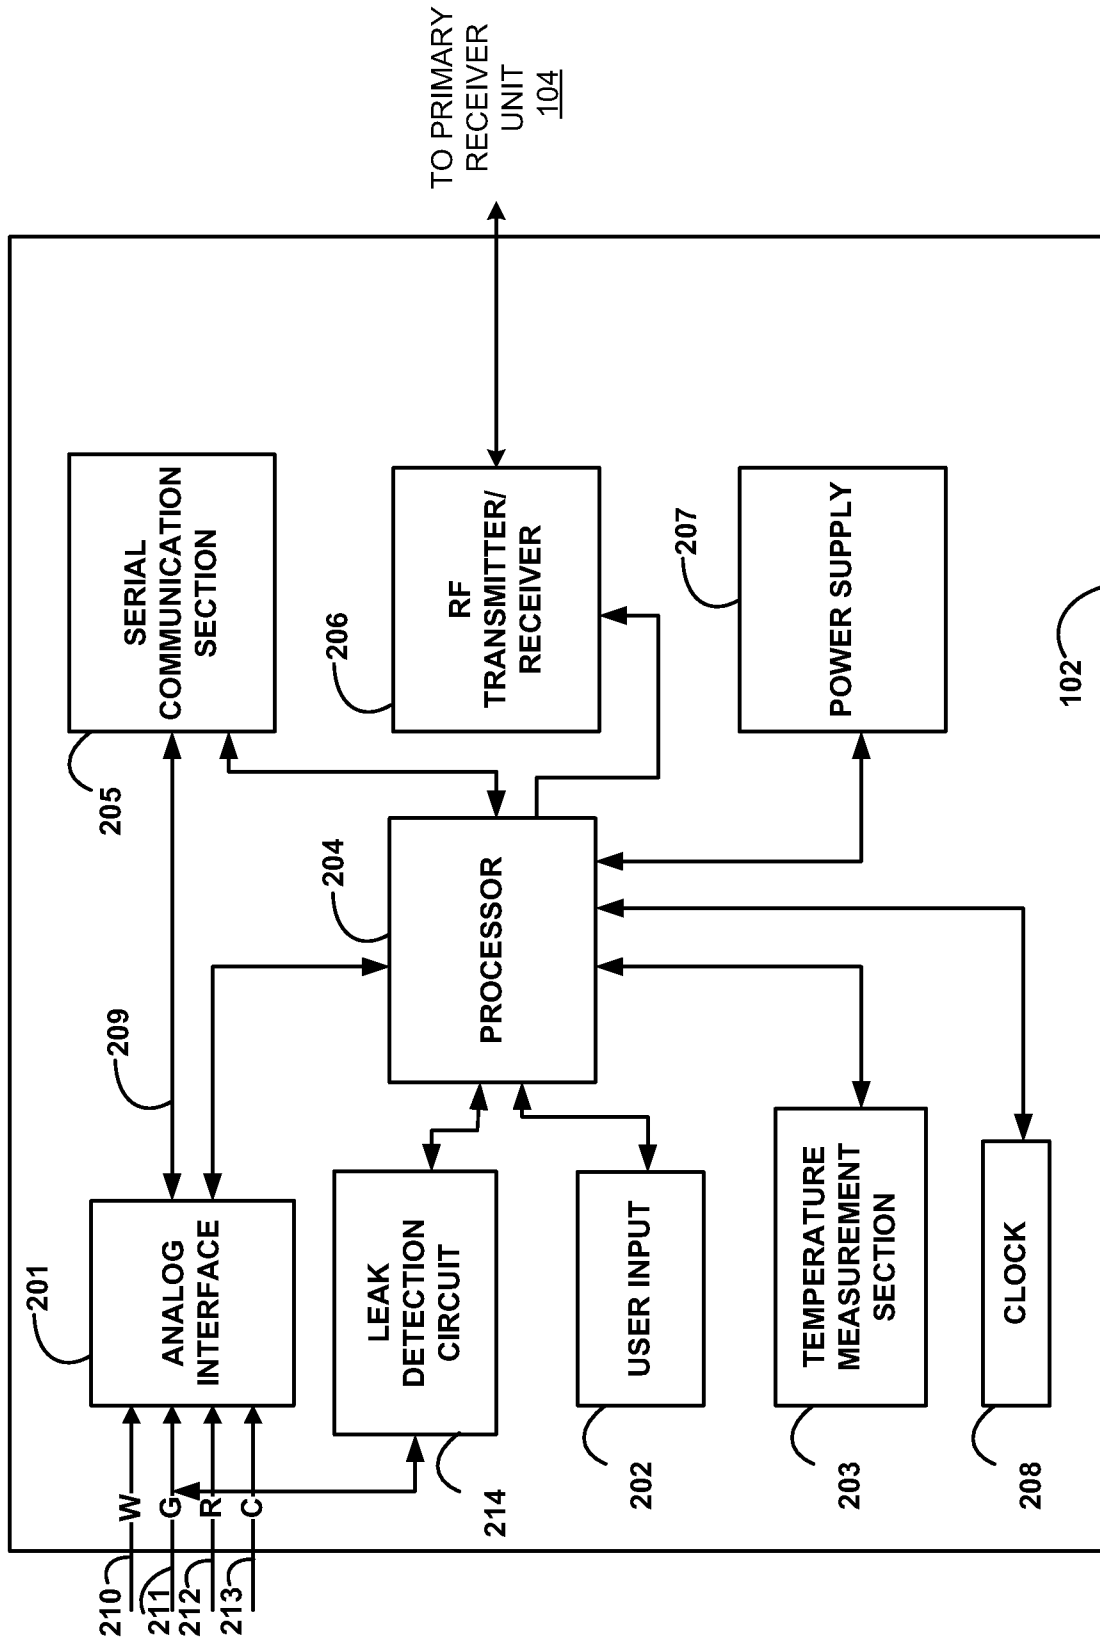 210
W
211
G
212
R
213
C
201
ANALOG
INTERFACE
209
205
SERIAL
COMMUNICATION
SECTION
214
LEAK
DETECTION
CIRCUIT
204
PROCESSOR
206
RF
TRANSMITTER/
RECEIVER
TO PRIMARY
RECEIVER
UNIT
104
202
USER INPUT
203
TEMPERATURE
MEASUREMENT
SECTION
207
POWER SUPPLY
208
CLOCK
102